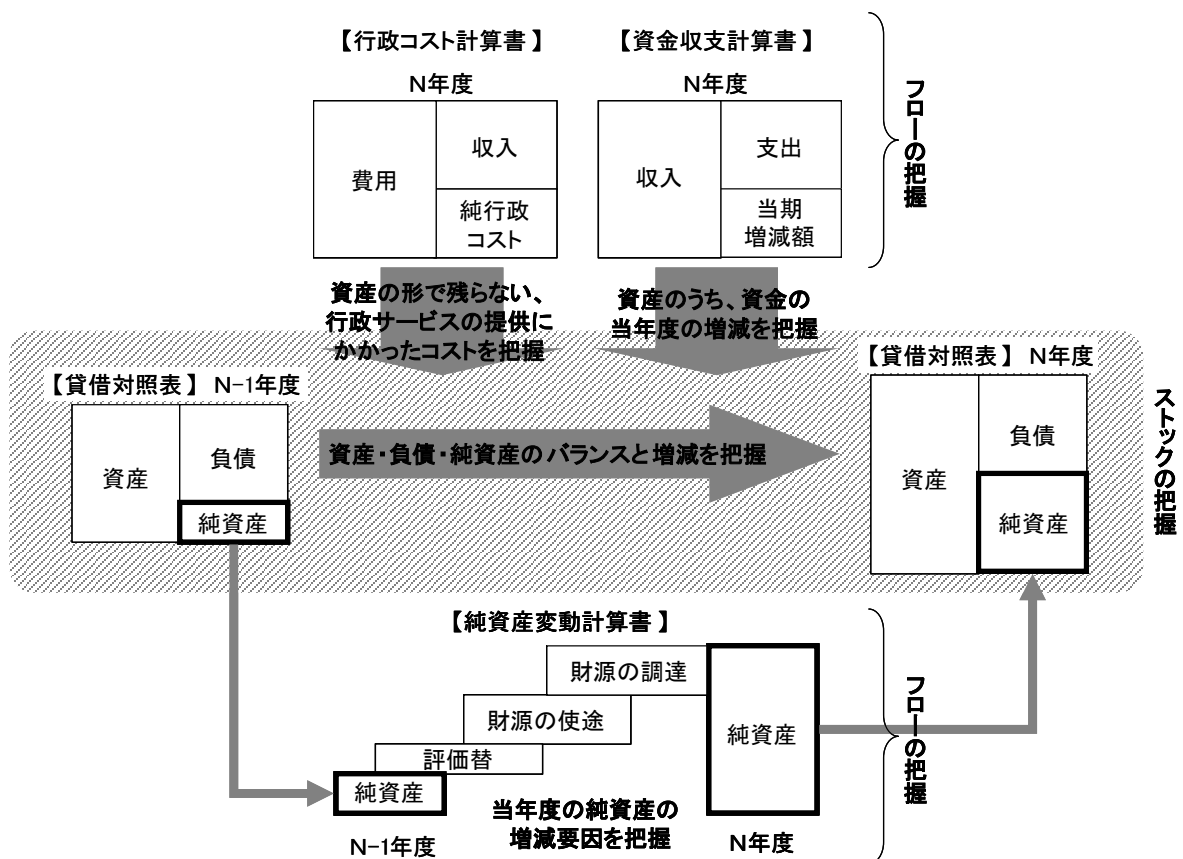 【行政コスト計算書】
N年度
費用
収入
純行政
コスト
【資金収支計算書】
N年度
収入
支出
当期
増減額
フローの把握
資産の形で残らない、
行政サービスの提供に
かかったコストを把握
資産のうち、資金の
当年度の増減を把握
【貸借対照表】 N-1年度
資産
負債
純資産
資産・負債・純資産のバランスと増減を把握
【貸借対照表】 N年度
資産
負債
純資産
ストックの把握
【純資産変動計算書】
財源の調達
財源の使途
評価替
純資産
純資産
当年度の純資産の
増減要因を把握
N-1年度
N年度
フローの把握